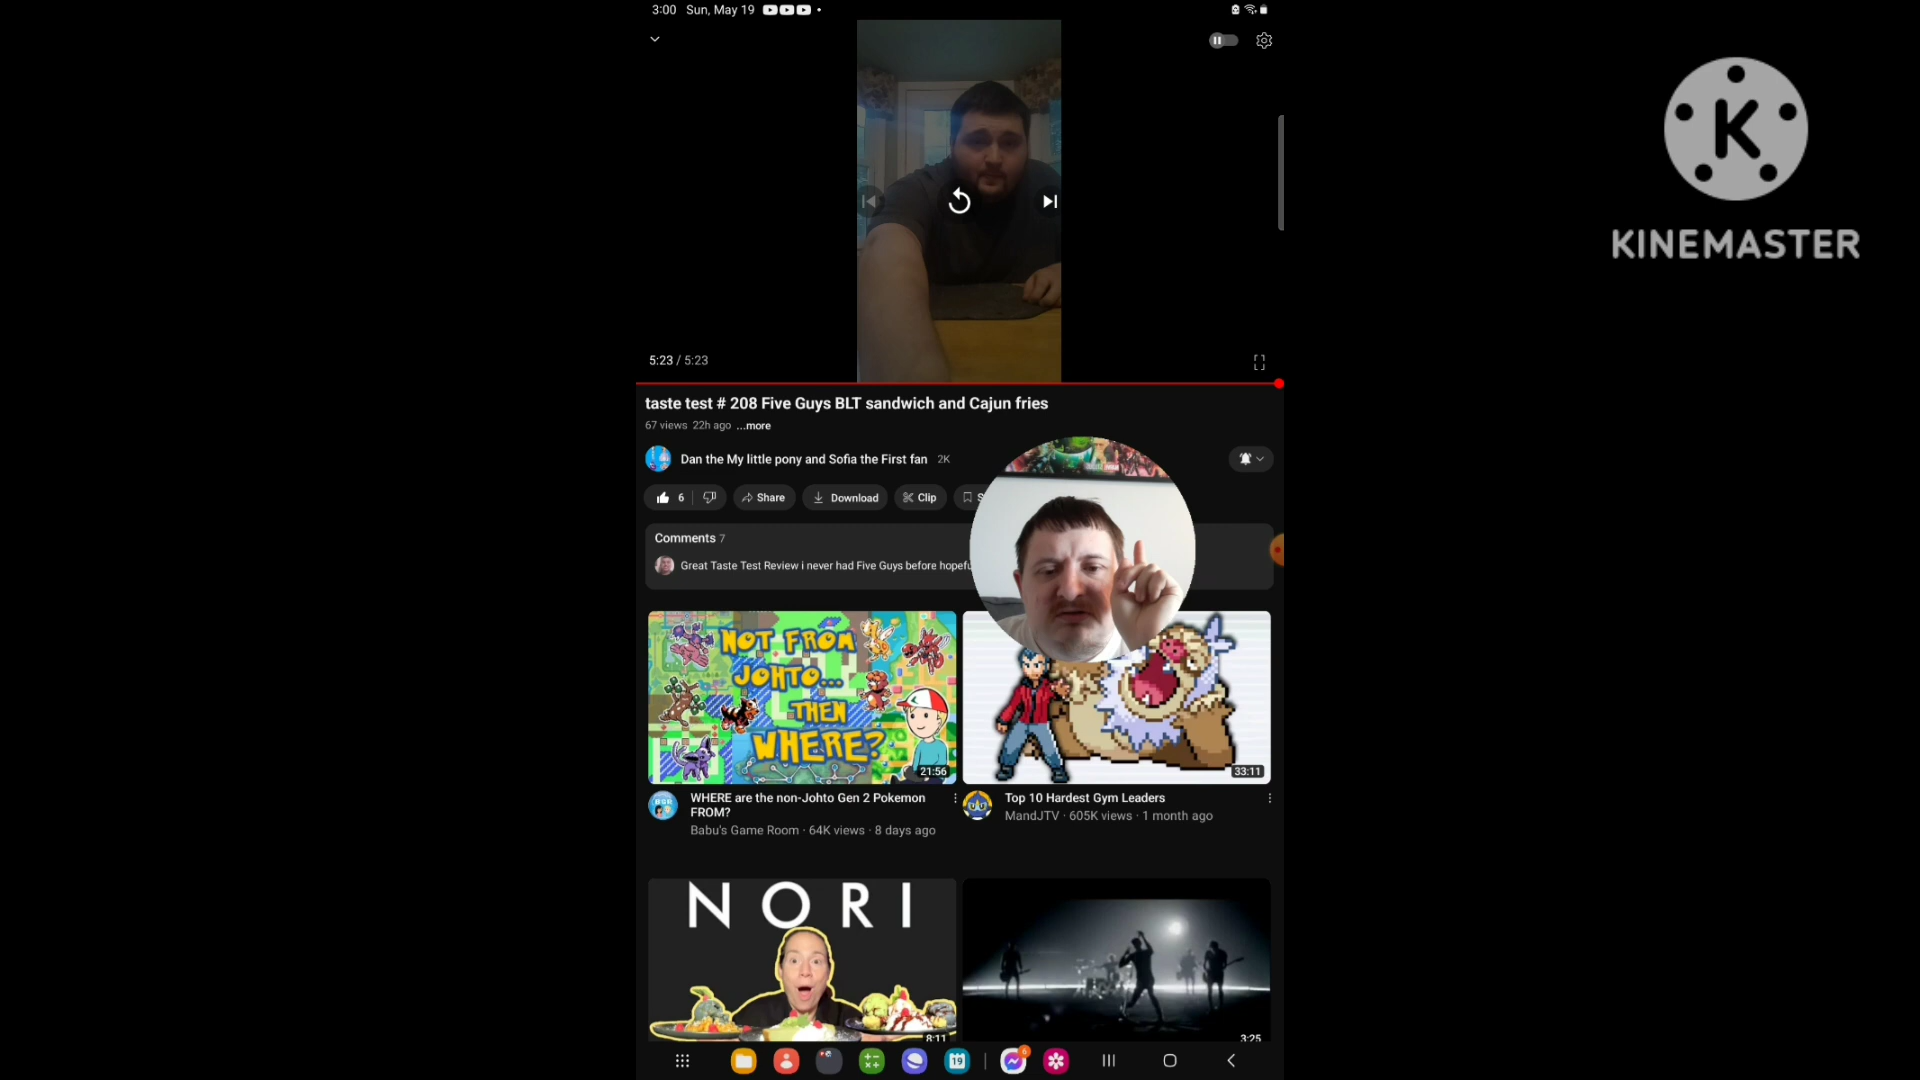 3:00 Sun, May 19
K
KINEMASTER
5:23 / 5:23
taste test # 208 Five Guys BLT sandwich and Cajun fries
67 views 22h ago ...more
Dan the My little pony and Sofia the First fan 2K
6 Share Download Clip S
Comments 7
Great Taste Test Review i never had Five Guys before hopefu
NOT FROM
JOHTO...
THEN
WHERE?
21:56
33:11
WHERE are the non-Johto Gen 2 Pokemon
FROM?
Babu's Game Room · 64K views · 8 days ago
Top 10 Hardest Gym Leaders
MandJTV · 605K views · 1 month ago
NORI
8:11
3:25
19
6